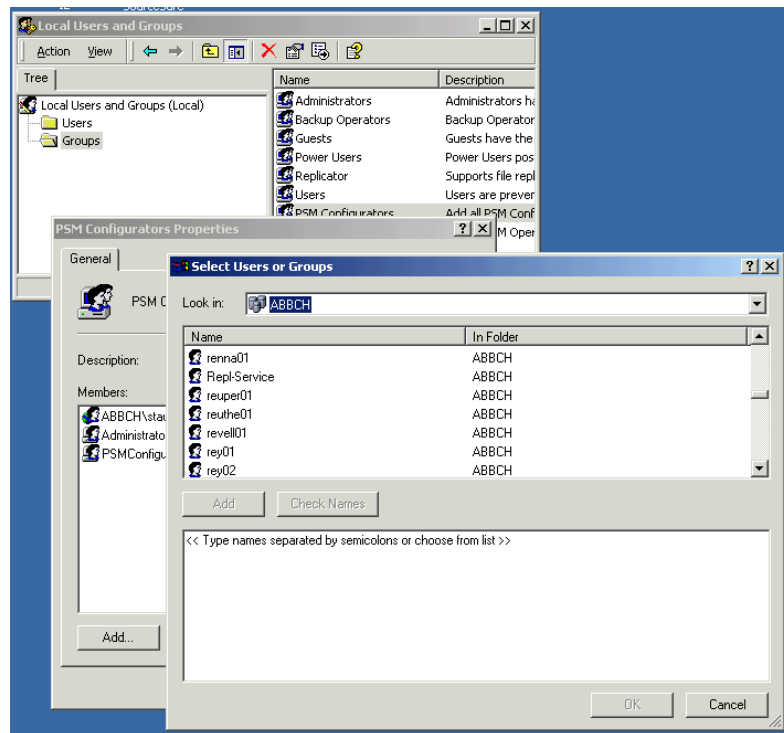 SourceSafe
Local Users and Groups
Action View
Tree
Local Users and Groups (Local)
Users
Groups
Name Description
Administrators Administrators ha
Backup Operators Backup Operator
Guests Guests have the
Power Users Power Users pos
Replicator Supports file repl
Users Users are preven
PSM Configurators Add all PSM Conf
M Oper
PSM Configurators Properties
General
PSM C
Description:
Members:
ABBCH\stau
Administrato
PSMConfigu
Add...
Select Users or Groups
Look in: ABBCH
Name In Folder
renna01 ABBCH
Repl-Service ABBCH
reuper01 ABBCH
reuthe01 ABBCH
revell01 ABBCH
rey01 ABBCH
rey02 ABBCH
Add Check Names
<< Type names separated by semicolons or choose from list >>
OK Cancel